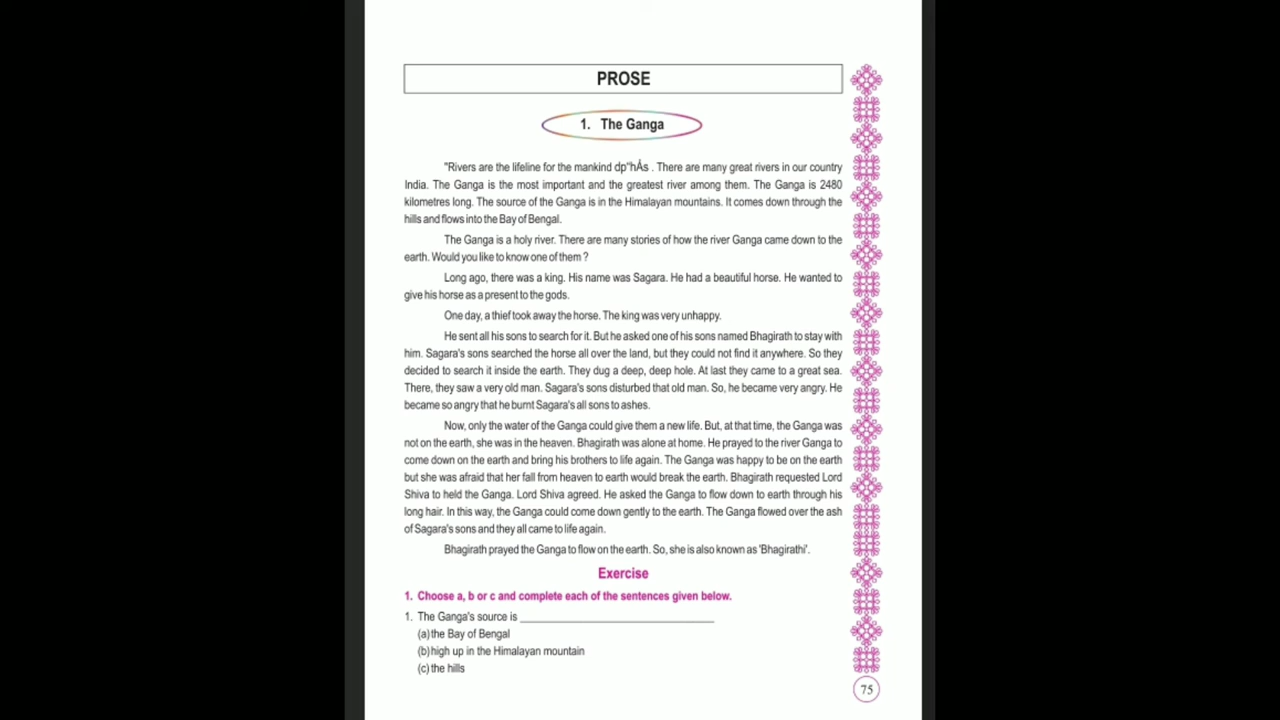 PROSE
1. The Ganga
"Rivers are the lifeline for the mankind dp"hÅs . There are many great rivers in our country
India. The Ganga is the most important and the greatest river among them. The Ganga is 2480
kilometres long. The source of the Ganga is in the Himalayan mountains. It comes down through the
hills and flows into the Bay of Bengal.
The Ganga is a holy river. There are many stories of how the river Ganga came down to the
earth. Would you like to know one of them ?
Long ago, there was a king. His name was Sagara. He had a beautiful horse. He wanted to
give his horse as a present to the gods.
One day, a thief took away the horse. The king was very unhappy.
He sent all his sons to search for it. But he asked one of his sons named Bhagirath to stay with
him. Sagara's sons searched the horse all over the land, but they could not find it anywhere. So they
decided to search it inside the earth. They dug a deep, deep hole. At last they came to a great sea.
There, they saw a very old man. Sagara's sons disturbed that old man. So, he became very angry. He
became so angry that he burnt Sagara's all sons to ashes.
Now, only the water of the Ganga could give them a new life. But, at that time, the Ganga was
not on the earth, she was in the heaven. Bhagirath was alone at home. He prayed to the river Ganga to
come down on the earth and bring his brothers to life again. The Ganga was happy to be on the earth
but she was afraid that her fall from heaven to earth would break the earth. Bhagirath requested Lord
Shiva to held the Ganga. Lord Shiva agreed. He asked the Ganga to flow down to earth through his
long hair. In this way, the Ganga could come down gently to the earth. The Ganga flowed over the ash
of Sagara's sons and they all came to life again.
Bhagirath prayed the Ganga to flow on the earth. So, she is also known as 'Bhagirathi'.
Exercise
1. Choose a, b or c and complete each of the sentences given below.
1. The Ganga's source is ______________________________
(a)the Bay of Bengal
(b)high up in the Himalayan mountain
(c)the hills
75